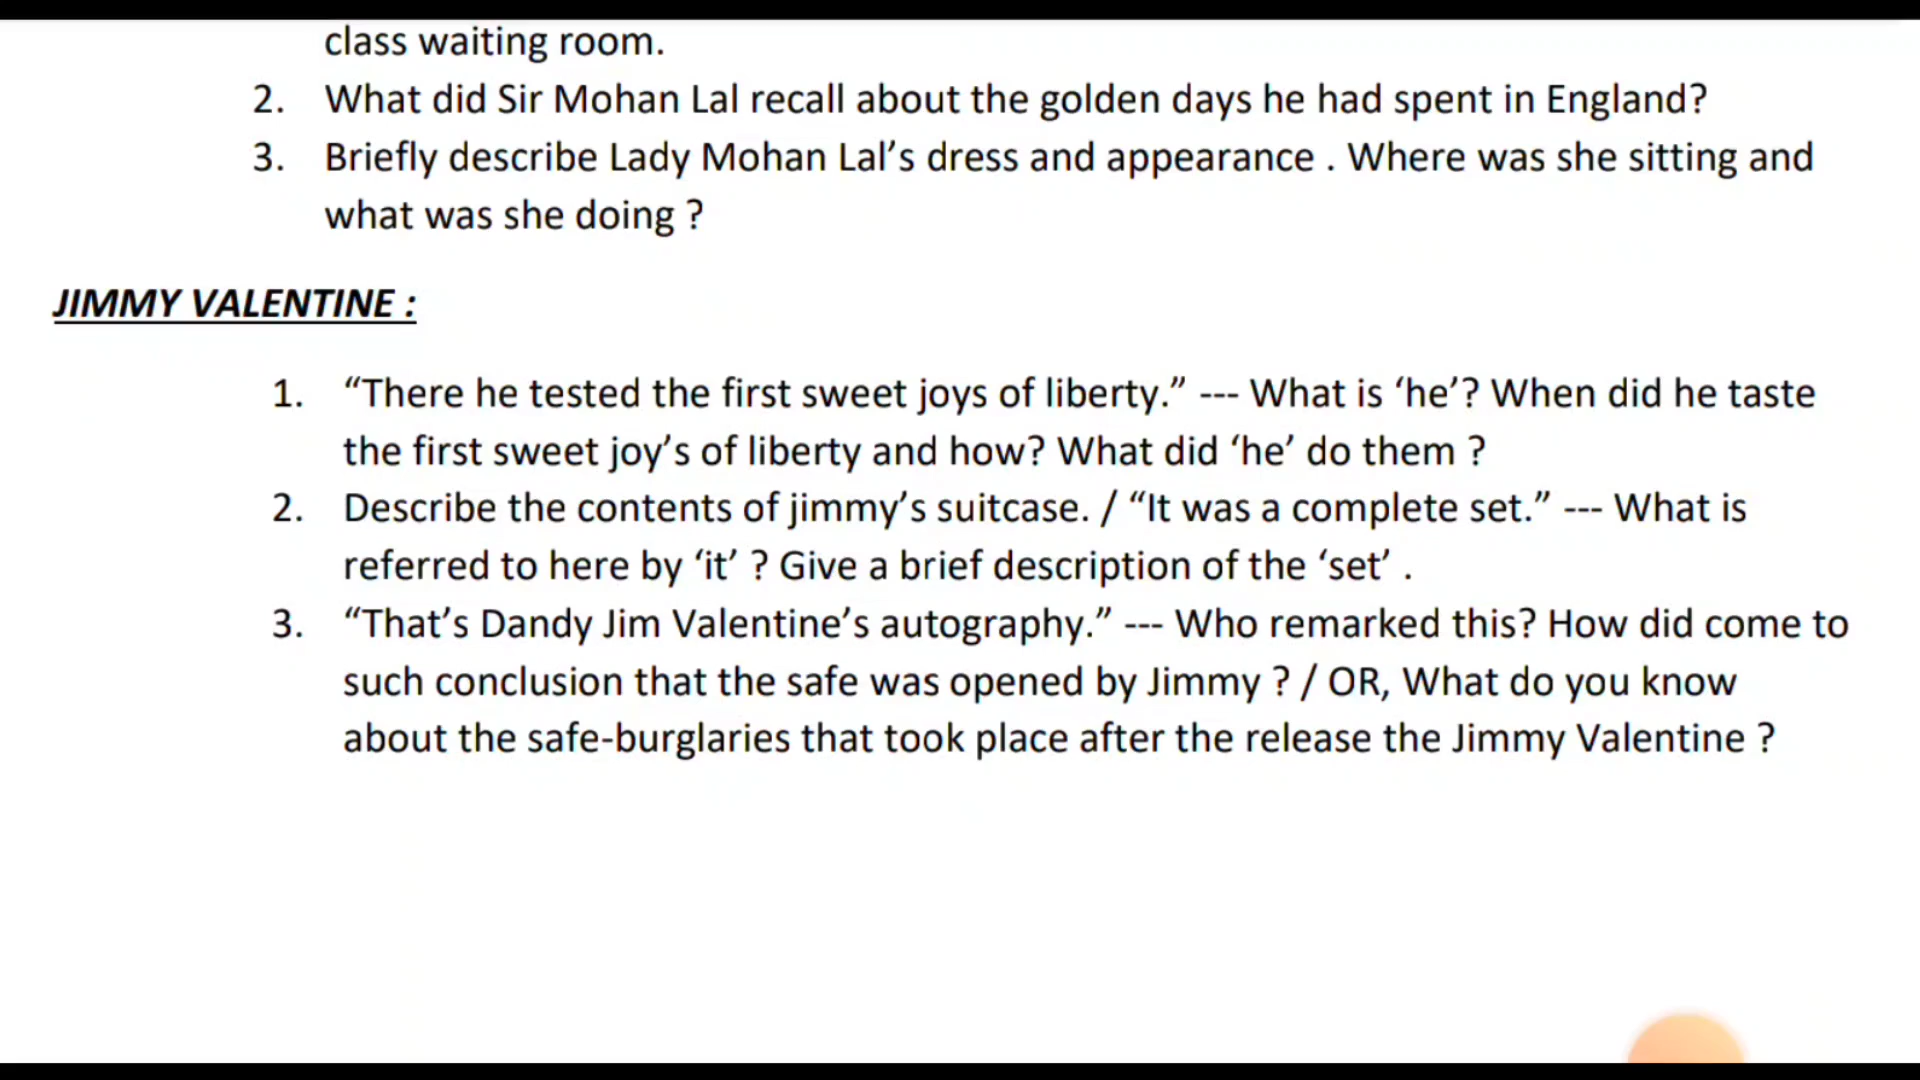 class waiting room.
2. What did Sir Mohan Lal recall about the golden days he had spent in England?
3. Briefly describe Lady Mohan Lal’s dress and appearance . Where was she sitting and
what was she doing ?
JIMMY VALENTINE :
1. “There he tested the first sweet joys of liberty.” --- What is ‘he’? When did he taste
the first sweet joy’s of liberty and how? What did ‘he’ do them ?
2. Describe the contents of jimmy’s suitcase. / “It was a complete set.” --- What is
referred to here by ‘it’ ? Give a brief description of the ‘set’ .
3. “That’s Dandy Jim Valentine’s autography.” --- Who remarked this? How did come to
such conclusion that the safe was opened by Jimmy ? / OR, What do you know
about the safe-burglaries that took place after the release the Jimmy Valentine ?